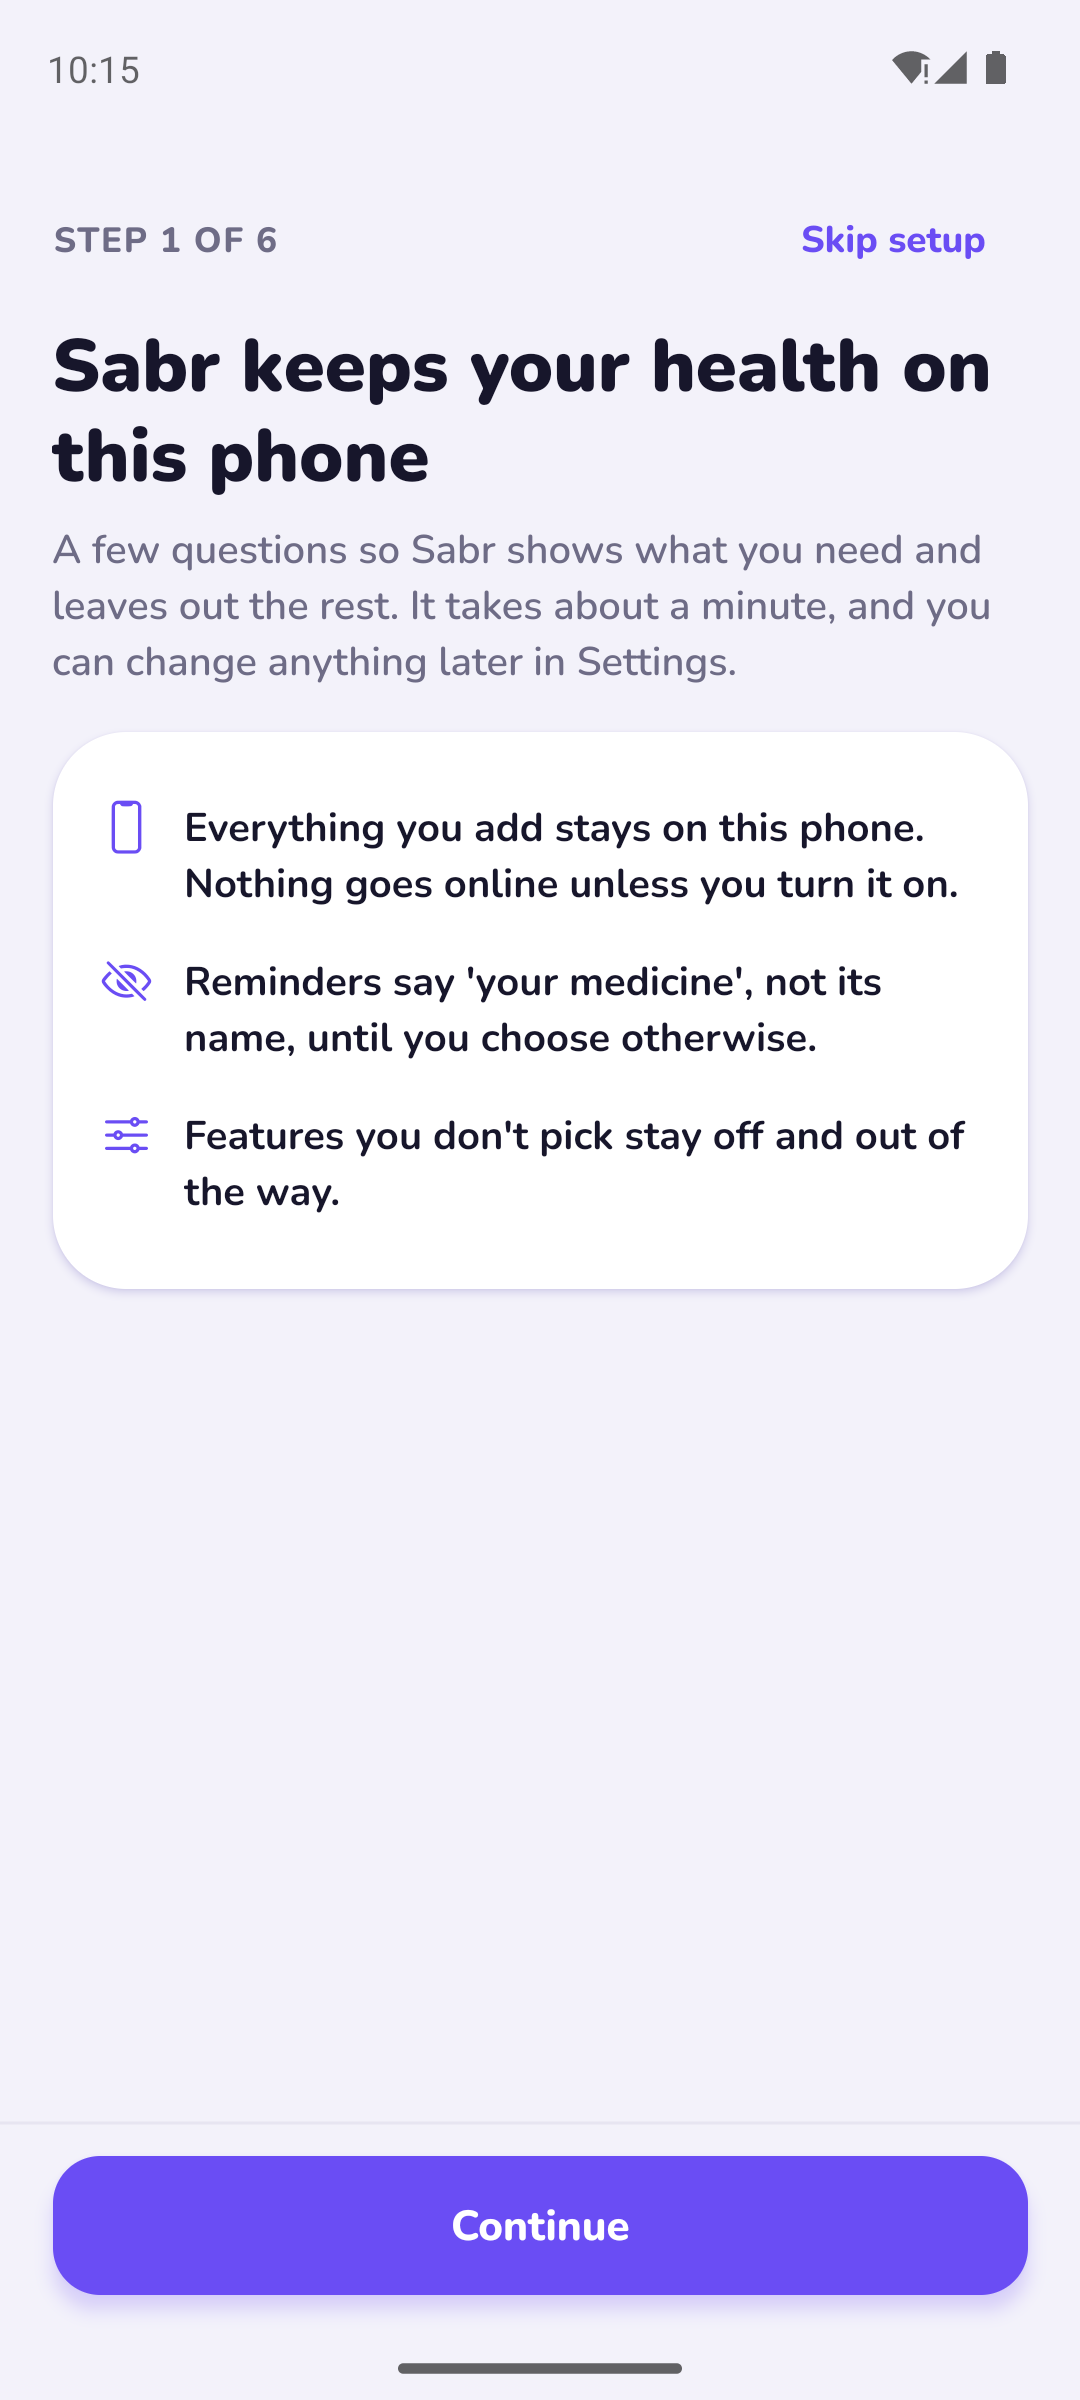 10:15
STEP 1 OF 6
Skip setup
Sabr keeps your health on
this phone
A few questions so Sabr shows what you need and
leaves out the rest. It takes about a minute, and you
can change anything later in Settings.
Everything you add stays on this phone.
Nothing goes online unless you turn it on.
Reminders say 'your medicine', not its
name, until you choose otherwise.
Features you don't pick stay off and out of
the way.
Continue